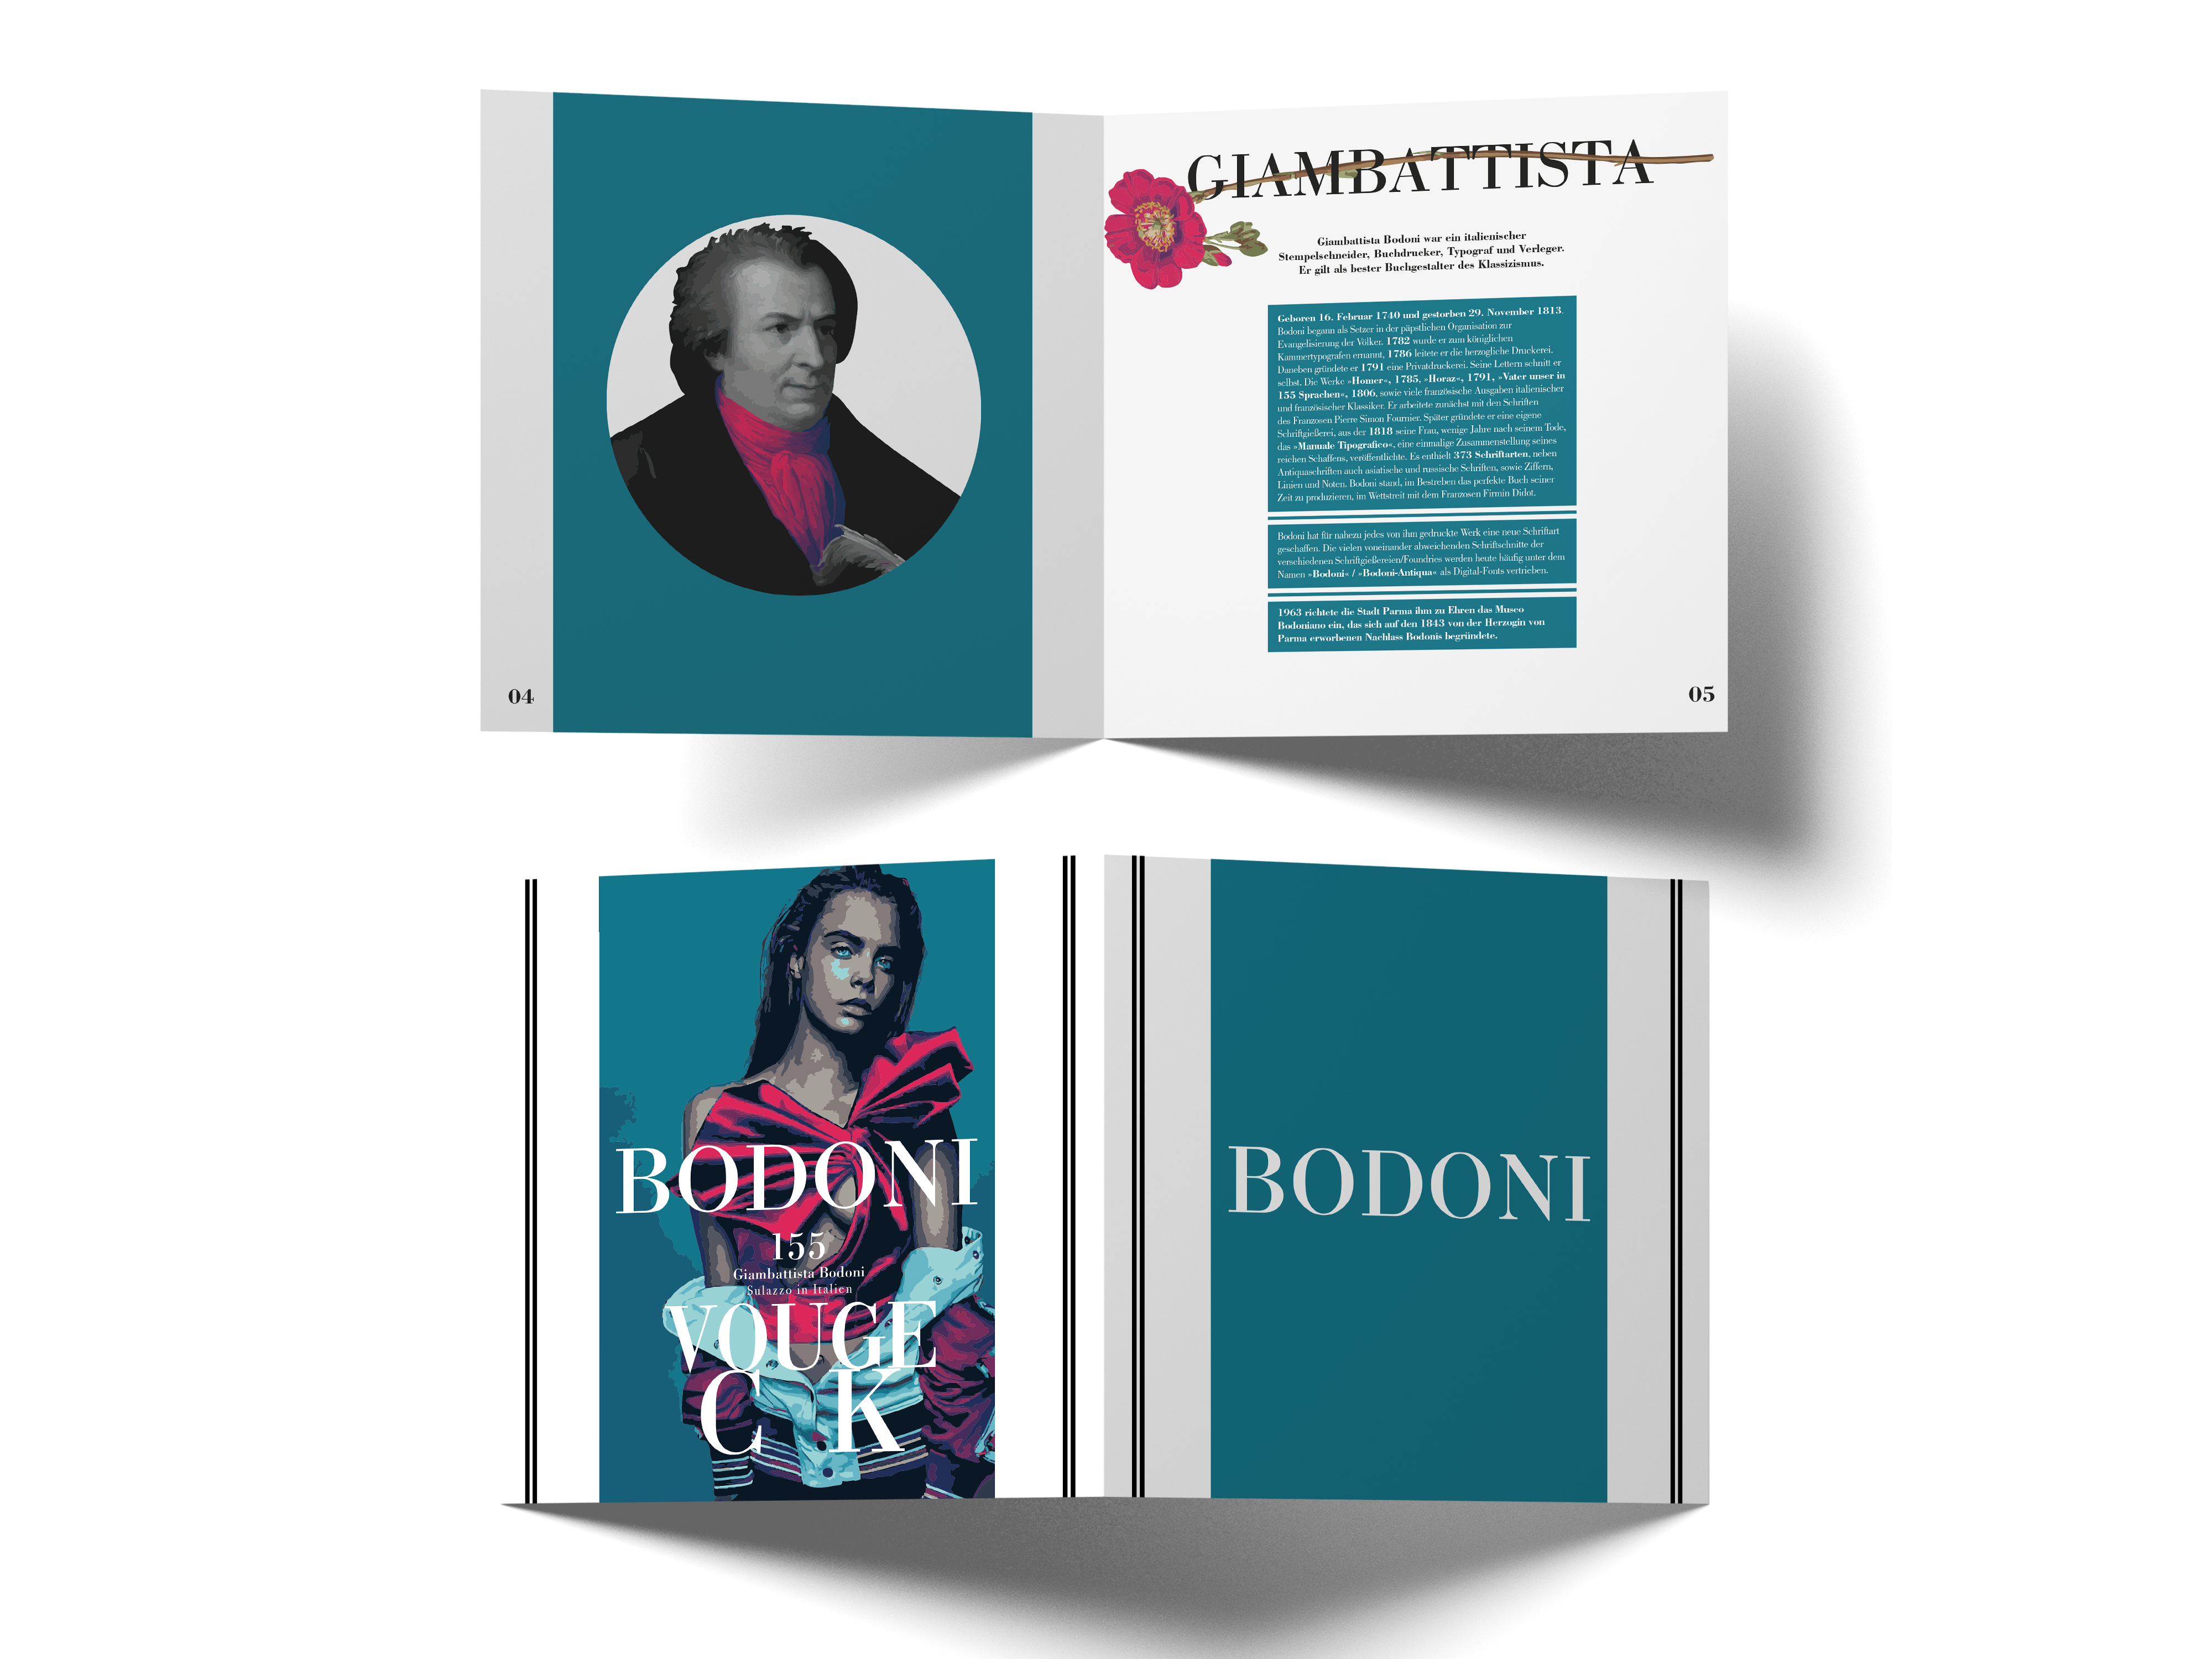 GIAMBATTISTA
Giambattista Bodoni war ein italienischer
Stempelschneider, Buchdrucker, Typograf und Verleger.
Er gilt als bester Buchgestalter des Klassizismus.
Geboren 16. Februar 1740 und gestorben 29. November 1813.
Bodoni begann als Setzer in der päpstlichen Organisation zur
Evangelisierung der Völker. 1782 wurde er zum königlichen
Kammertypografen ernannt, 1786 leitete er die herzogliche Druckerei.
Daneben gründete er 1791 eine Privatdruckerei. Seine Lettern schnitt er
selbst. Die Werke »Homer«, 1785, »Horaz«, 1791, »Vater unser in
155 Sprachen«, 1806, sowie viele französische Ausgaben italienischer
und französischer Klassiker. Er arbeitete zunächst mit den Schriften
des Franzosen Pierre Simon Fournier. Später gründete er eine eigene
Schriftgießerei, aus der 1818 seine Frau, wenige Jahre nach seinem Tode,
das »Manuale Tipografico«, eine einmalige Zusammenstellung seines
reichen Schaffens, veröffentlichte. Es enthielt 373 Schriftarten, neben
Antiquaschriften auch asiatische und russische Schriften, sowie Ziffern,
Linien und Noten. Bodoni stand, im Bestreben das perfekte Buch seiner
Zeit zu produzieren, im Wettstreit mit dem Franzosen Firmin Didot.
Bodoni hat für nahezu jedes von ihm gedruckte Werk eine neue Schriftart
geschaffen. Die vielen voneinander abweichenden Schriftschnitte der
verschiedenen Schriftgießereien/Foundries werden heute häufig unter dem
Namen »Bodoni« / »Bodoni-Antiqua« als Digital-Fonts vertrieben.
1963 richtete die Stadt Parma ihm zu Ehren das Museo
Bodoniano ein, das sich auf den 1843 von der Herzogin von
Parma erworbenen Nachlass Bodonis begründete.
04
05
BODONI
155
Giambattista Bodoni
Sulazzo in Italien
VOUGE
C K
BODONI